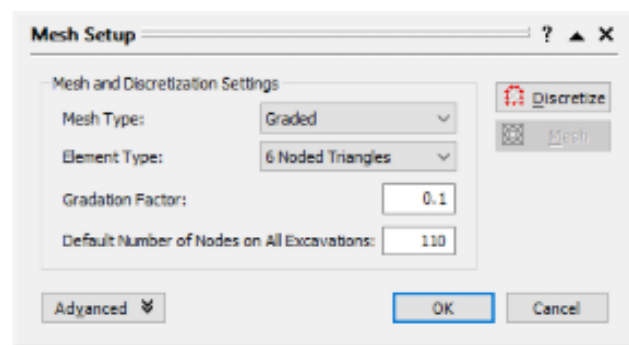 Mesh Setup ?
Mesh and Discretization Settings
Mesh Type: Graded
Element Type: 6 Noded Triangles
Gradation Factor: 0.1
Default Number of Nodes on All Excavations: 110
Discretize
Mesh
Advanced
OK
Cancel